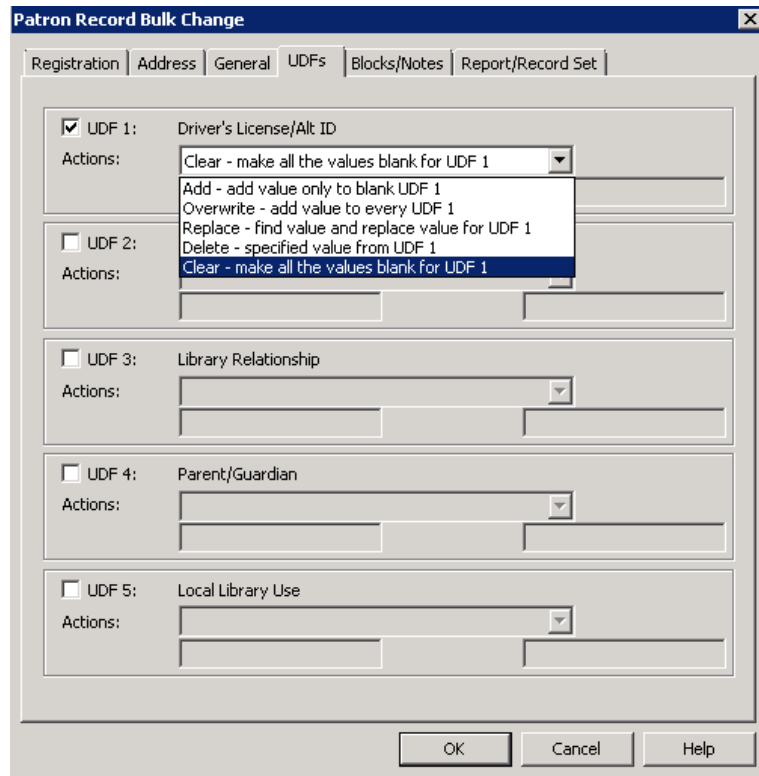 Patron Record Bulk Change
Registration Address General UDFs Blocks/Notes Report/Record Set
UDF 1: Driver's License/Alt ID
Actions: Clear - make all the values blank for UDF 1
Add - add value only to blank UDF 1
Overwrite - add value to every UDF 1
Replace - find value and replace value for UDF 1
Delete - specified value from UDF 1
Clear - make all the values blank for UDF 1
UDF 2:
Actions:
UDF 3: Library Relationship
Actions:
UDF 4: Parent/Guardian
Actions:
UDF 5: Local Library Use
Actions:
OK Cancel Help